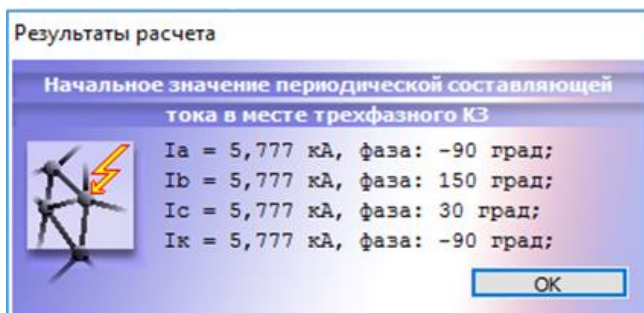 Результаты расчета
Начальное значение периодической составляющей
тока в месте трехфазного КЗ
Ia = 5,777 кА, фаза: -90 град;
Ib = 5,777 кА, фаза: 150 град;
Ic = 5,777 кА, фаза: 30 град;
Iк = 5,777 кА, фаза: -90 град;
OK